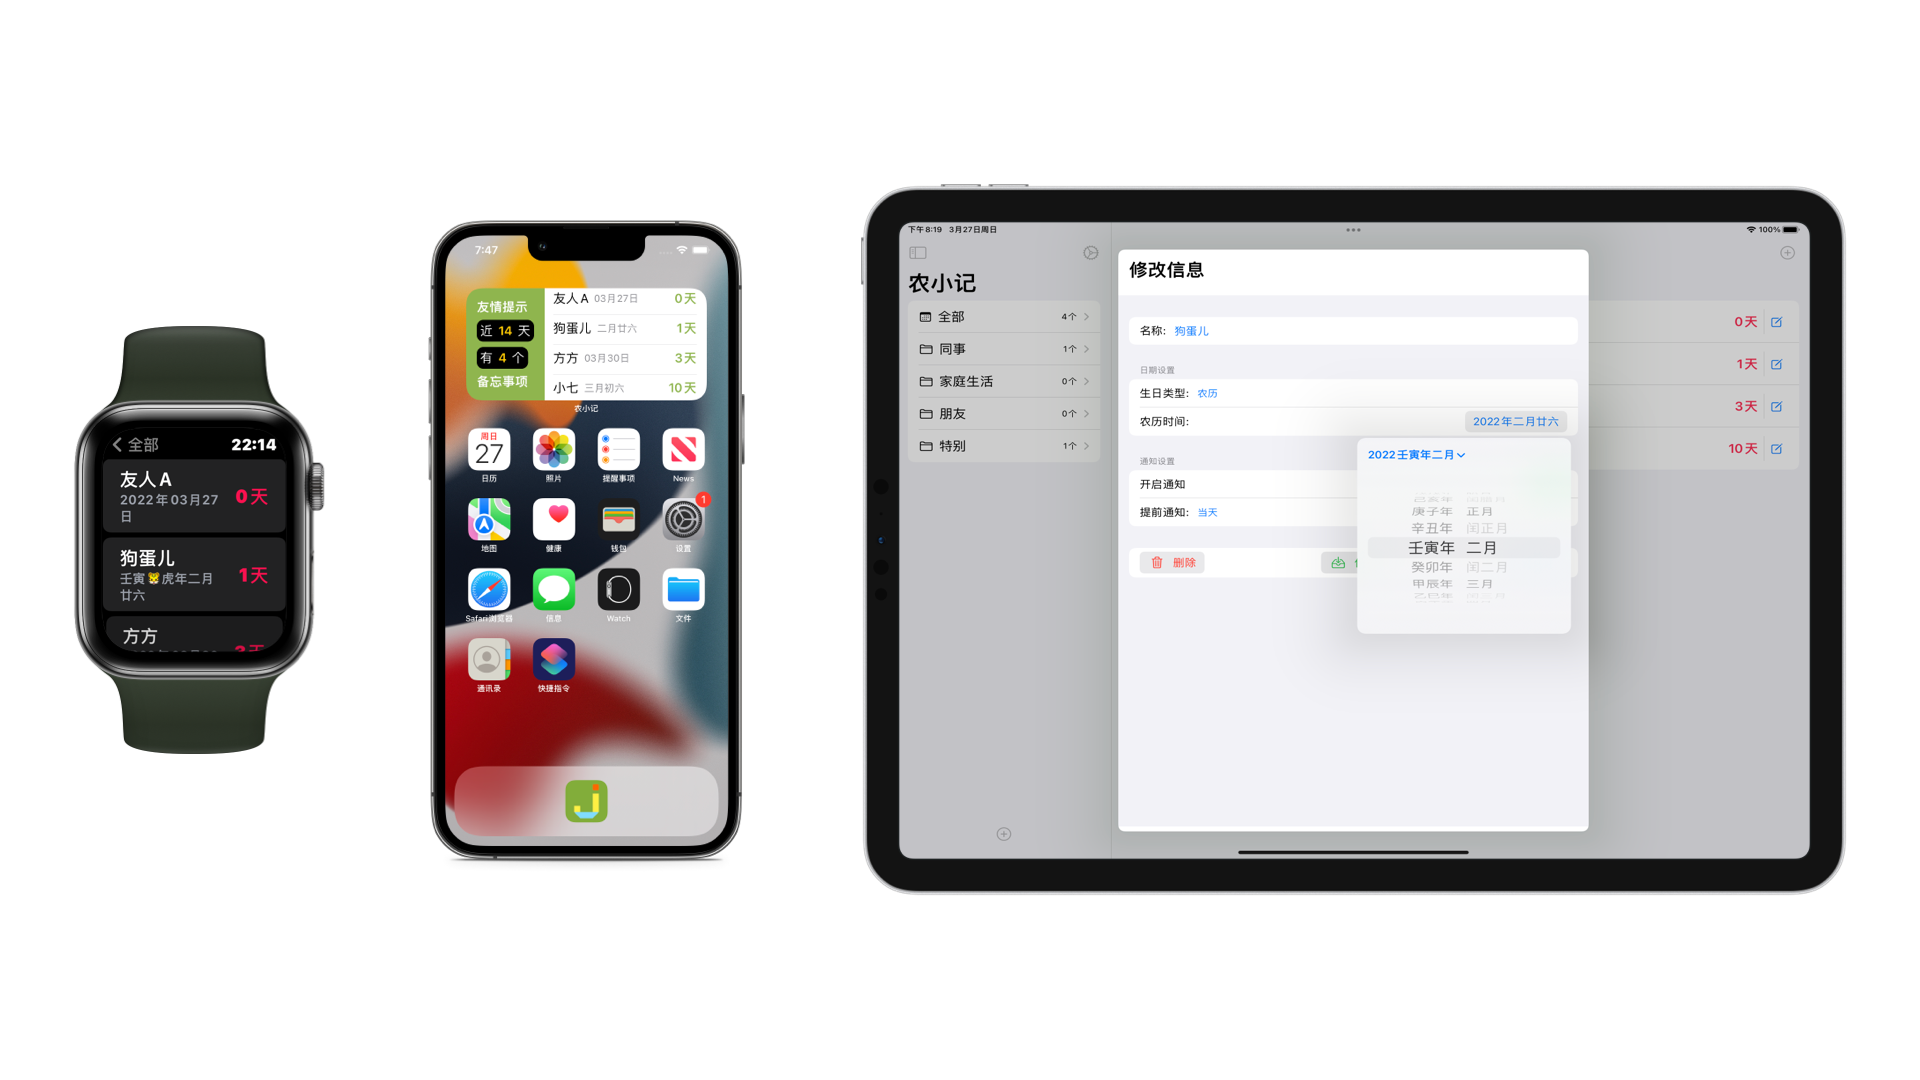 全部
22:14
友人A
2022年03月27
日
0天
狗蛋儿
壬寅🐯虎年二月
廿六
1天
方方
7:47
友情提示
近 14 天
有 4 个
备忘事项
友人A 03月27日 0天
狗蛋儿 二月廿六 1天
方方 03月30日 3天
小七 三月初六 10天
农小记
周日
27
日历
照片
提醒事项
News
地图
健康
钱包
1
设置
Safari浏览器
信息
Watch
文件
通讯录
快捷指令
下午8:19 3月27日周日
100%
农小记
全部 4个
同事 1个
家庭生活 0个
朋友 0个
特别 1个
修改信息
名称: 狗蛋儿
日期设置
生日类型: 农历
农历时间: 2022年二月廿六
通知设置
开启通知
提前通知: 当天
删除
2022壬寅年二月
己亥年
庚子年 正月
辛丑年 闰正月
壬寅年 二月
癸卯年 闰二月
甲辰年 三月
乙巳年 闰三月
0天
1天
3天
10天